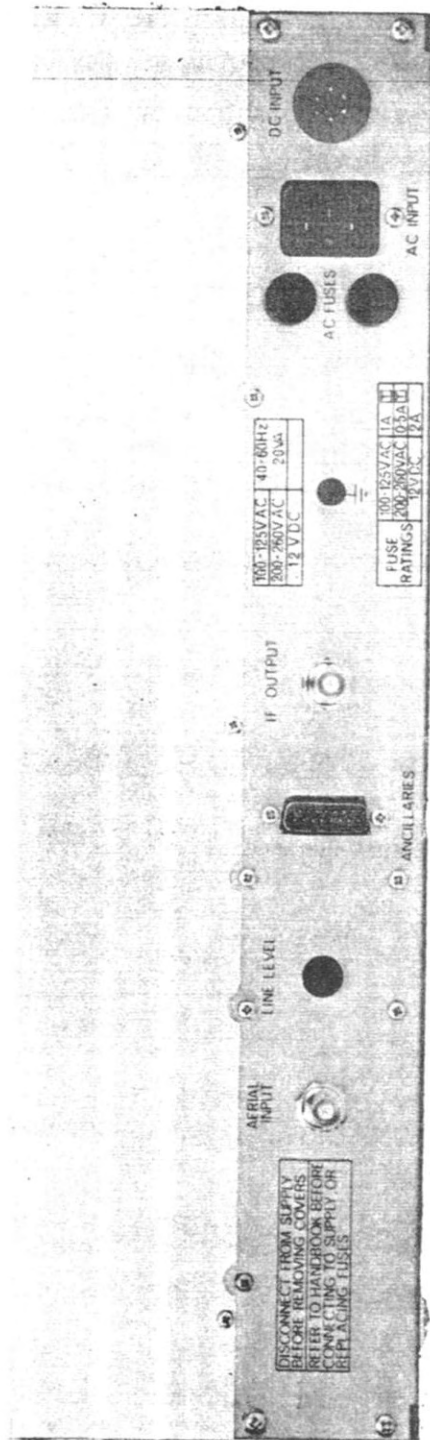 DISCONNECT FROM SUPPLY
BEFORE REMOVING COVERS
REFER TO HANDBOOK BEFORE
CONNECTING TO SUPPLY OR
REPLACING FUSES
AERIAL
INPUT
LINE LEVEL
ANCILLARIES
IF OUTPUT
100-125VAC 40-60Hz
200-260VAC 20VA
12 VDC
FUSE
RATINGS
100-125VAC 1A T
200-260VAC 0.5A T
12VDC 2A
AC FUSES
AC INPUT
DC INPUT